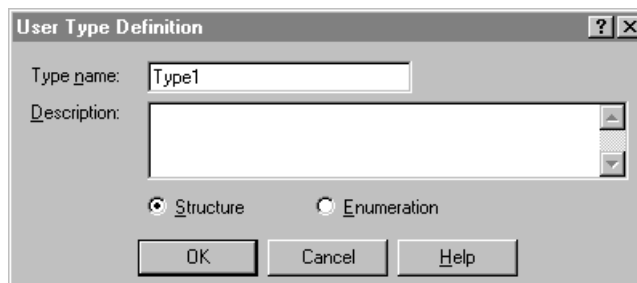 User Type Definition ?
Type name: Type1
Description:
Structure Enumeration
OK Cancel Help